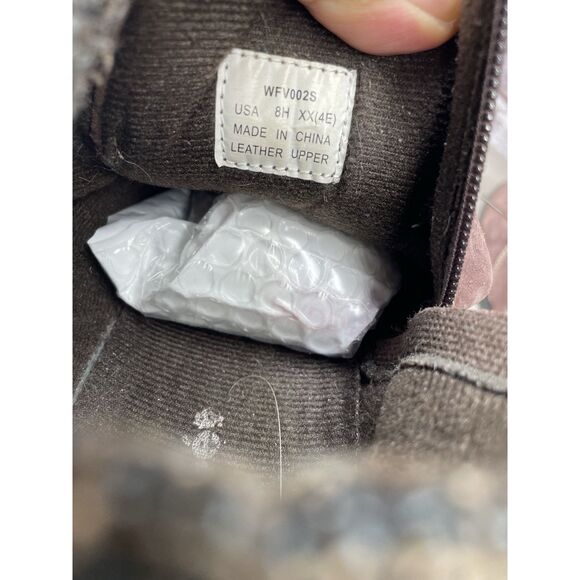 WFV002S
USA 8H XX(4E)
MADE IN CHINA
LEATHER UPPER